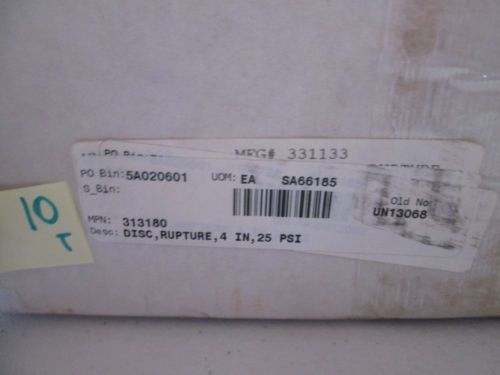 MFG# 331133
PO Bin: 5A020601 UOM: EA SA66185
S_Bin:
Old No
UN13068
MPN: 313180
Desc: DISC,RUPTURE,4 IN,25 PSI
10
T